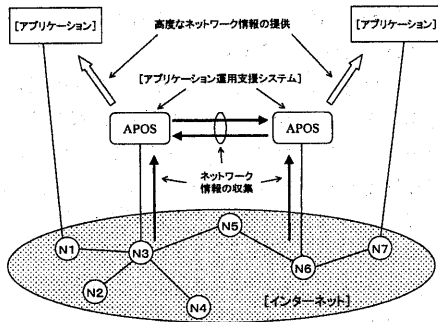 高度なネットワーク情報の提供
[アプリケーション]
[アプリケーション]
[アプリケーション運用支援システム]
APOS
APOS
ネットワーク
情報の収集
N5
N1
N3
N7
N6
N2
N4
[インターネット]